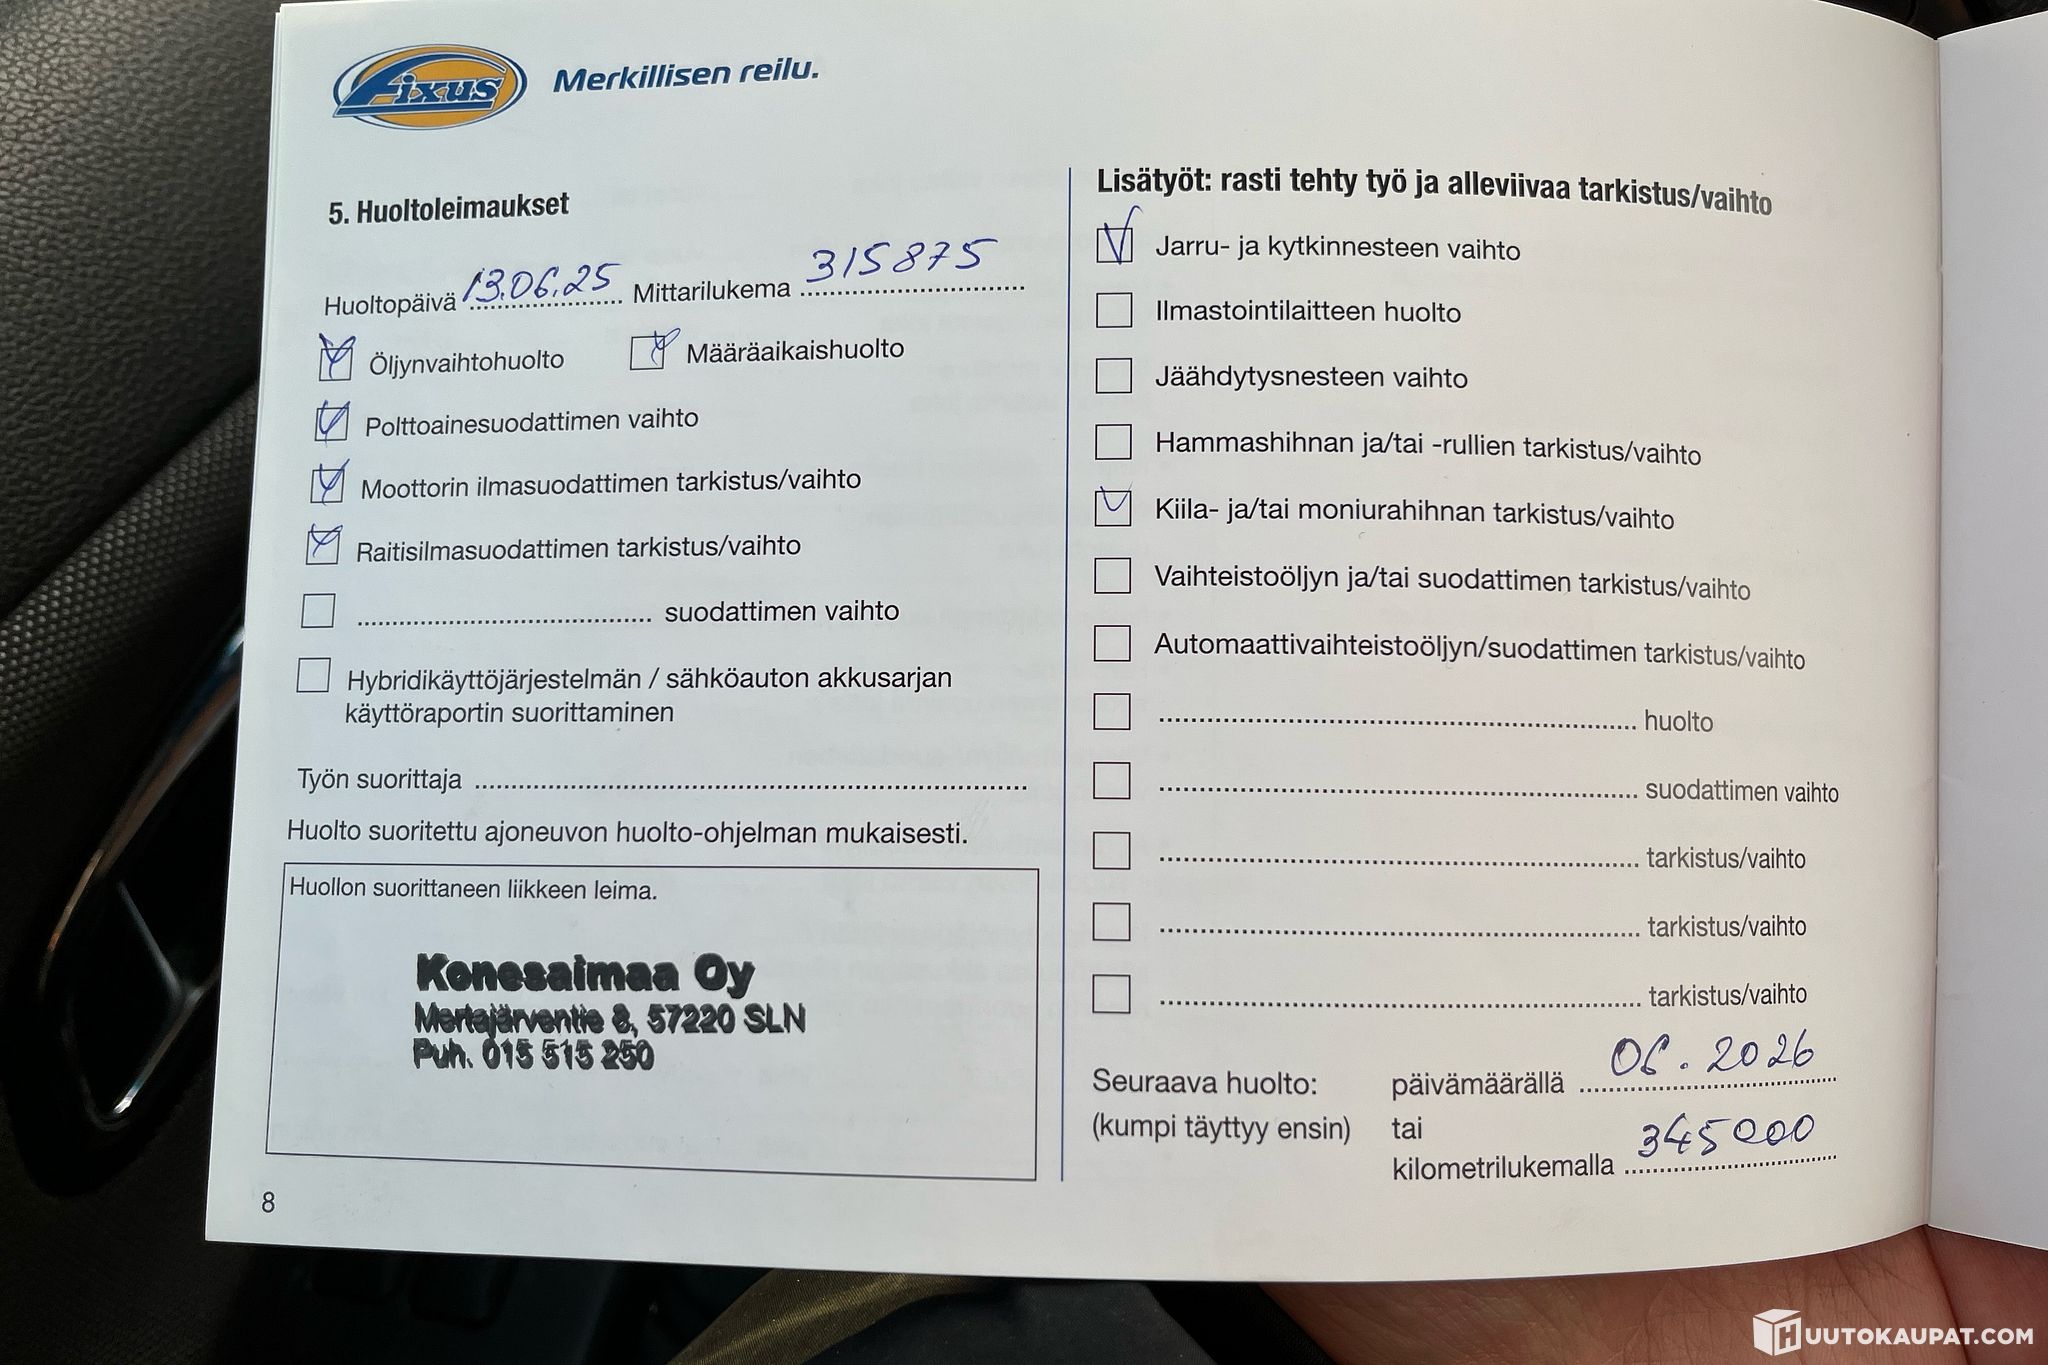 Fixus Merkillisen reilu.
5. Huoltoleimaukset
Huoltopäivä 13.06.25 Mittarilukema 315875
Öljynvaihtohuolto Määräaikaishuolto
Polttoainesuodattimen vaihto
Moottorin ilmasuodattimen tarkistus/vaihto
Raitisilmasuodattimen tarkistus/vaihto
suodattimen vaihto
Hybridikäyttöjärjestelmän / sähköauton akkusarjan
käyttöraportin suorittaminen
Työn suorittaja
Huolto suoritettu ajoneuvon huolto-ohjelman mukaisesti.
Huollon suorittaneen liikkeen leima.
Konesaimaa Oy
Mertajärventie 8, 57220 SLN
Puh. 015 515 250
8
Lisätyöt: rasti tehty työ ja alleviivaa tarkistus/vaihto
Jarru- ja kytkinnesteen vaihto
Ilmastointilaitteen huolto
Jäähdytysnesteen vaihto
Hammashihnan ja/tai -rullien tarkistus/vaihto
Kiila- ja/tai moniurahihnan tarkistus/vaihto
Vaihteistoöljyn ja/tai suodattimen tarkistus/vaihto
Automaattivaihteistoöljyn/suodattimen tarkistus/vaihto
huolto
suodattimen vaihto
tarkistus/vaihto
tarkistus/vaihto
tarkistus/vaihto
Seuraava huolto: päivämäärällä 06.2026
(kumpi täyttyy ensin) tai
kilometrilukemalla 345000
HUUTOKAUPAT.COM